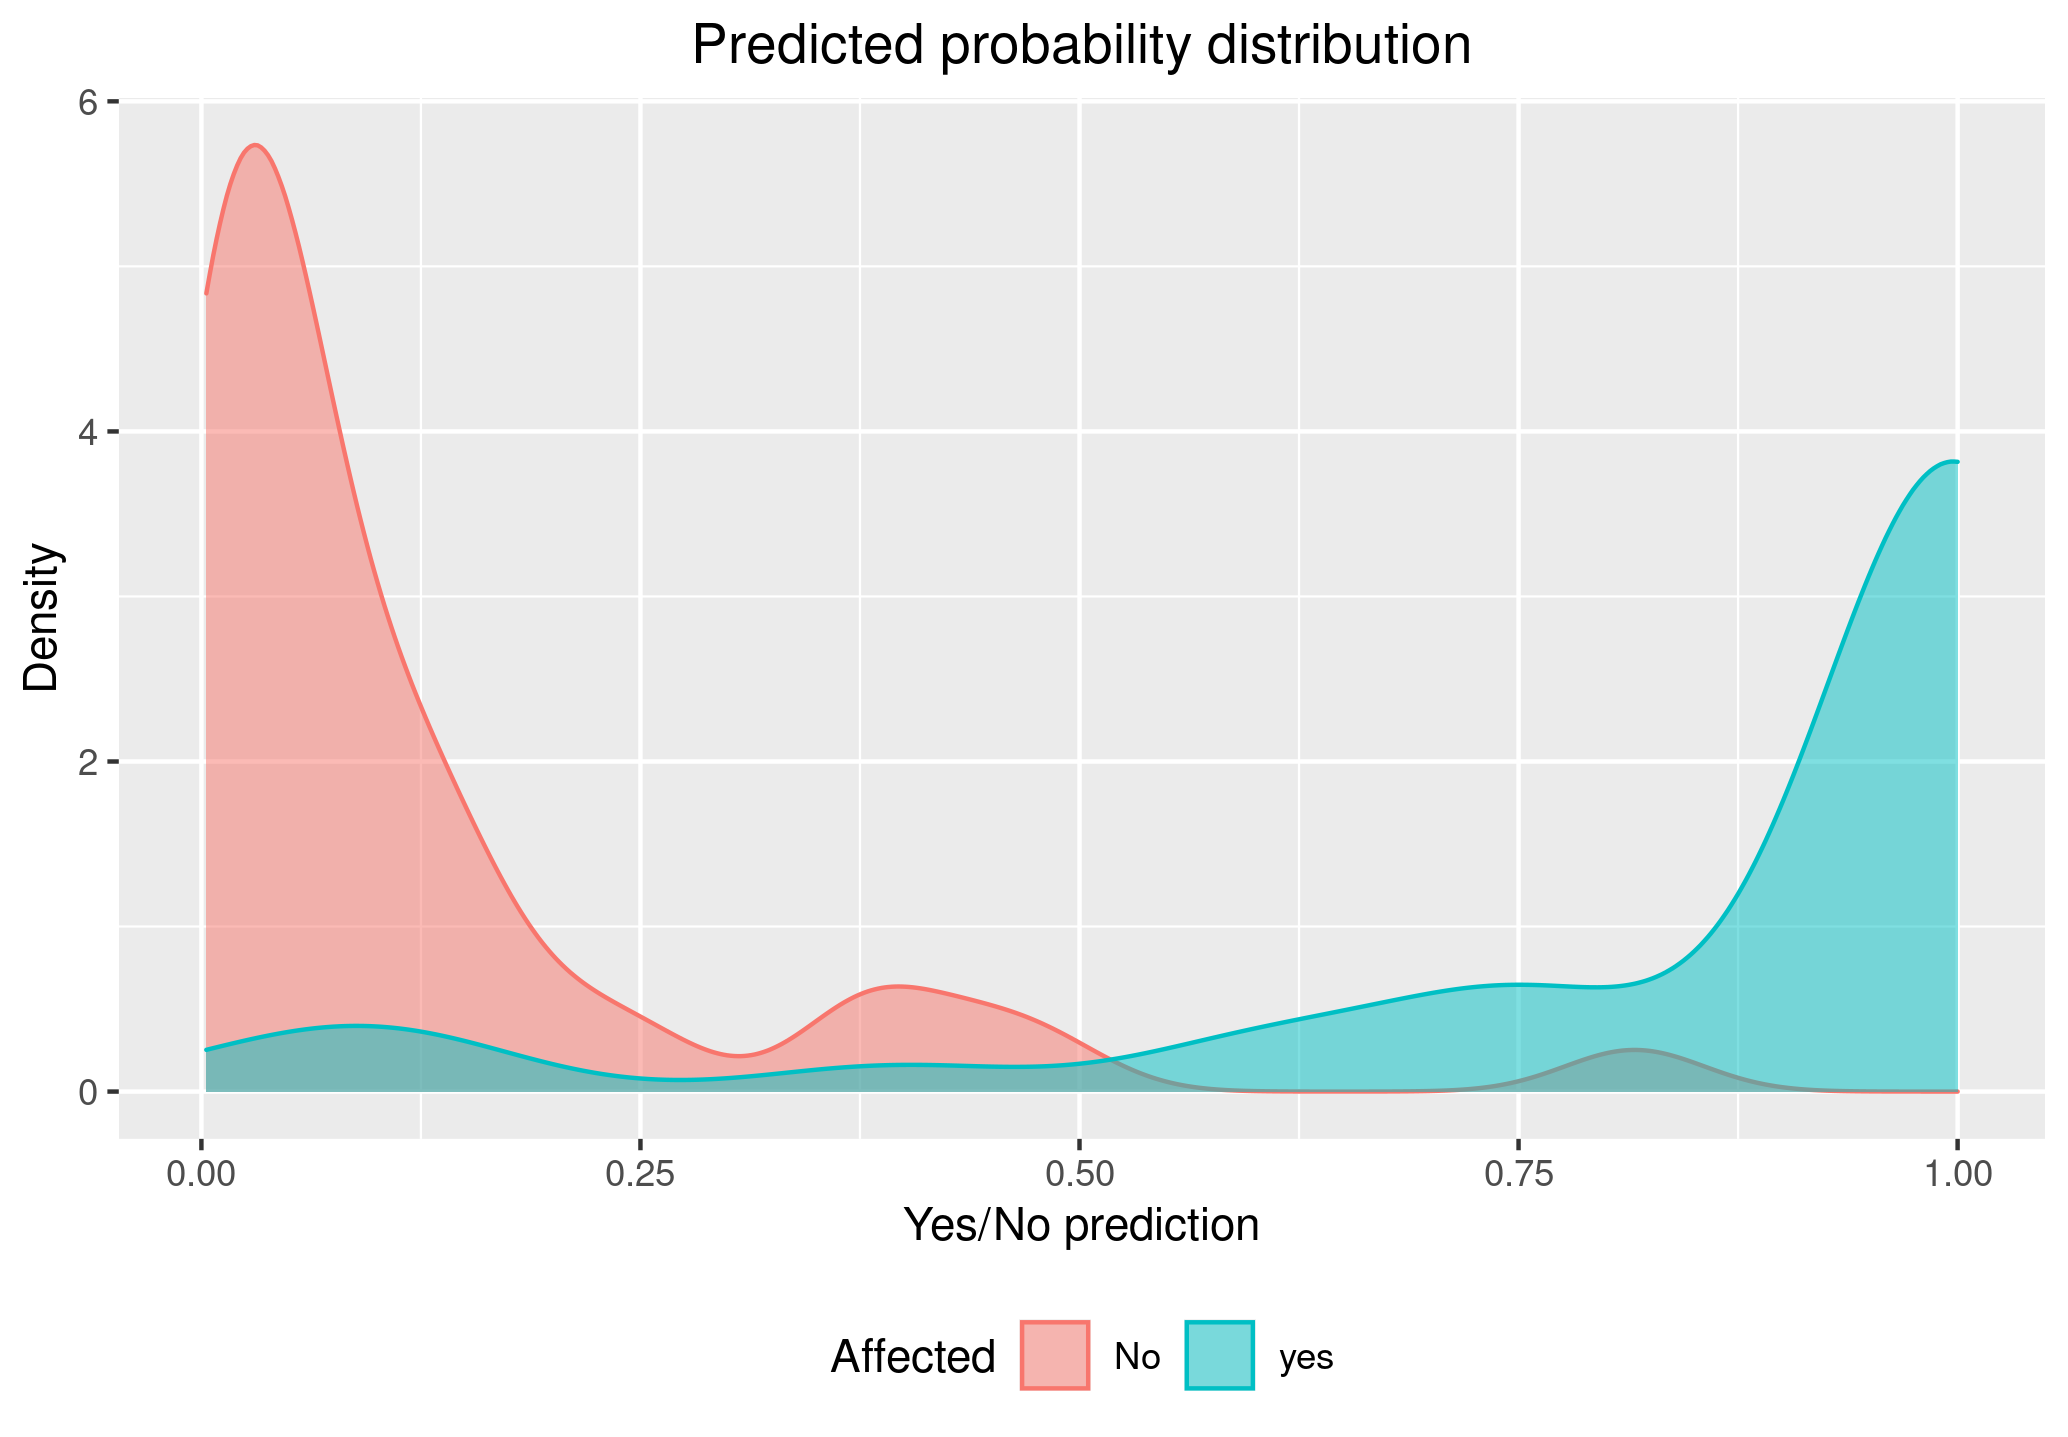 Predicted probability distribution
6
4
2
0
Density
0.00 0.25 0.50 0.75 1.00
Yes/No prediction
Affected No yes